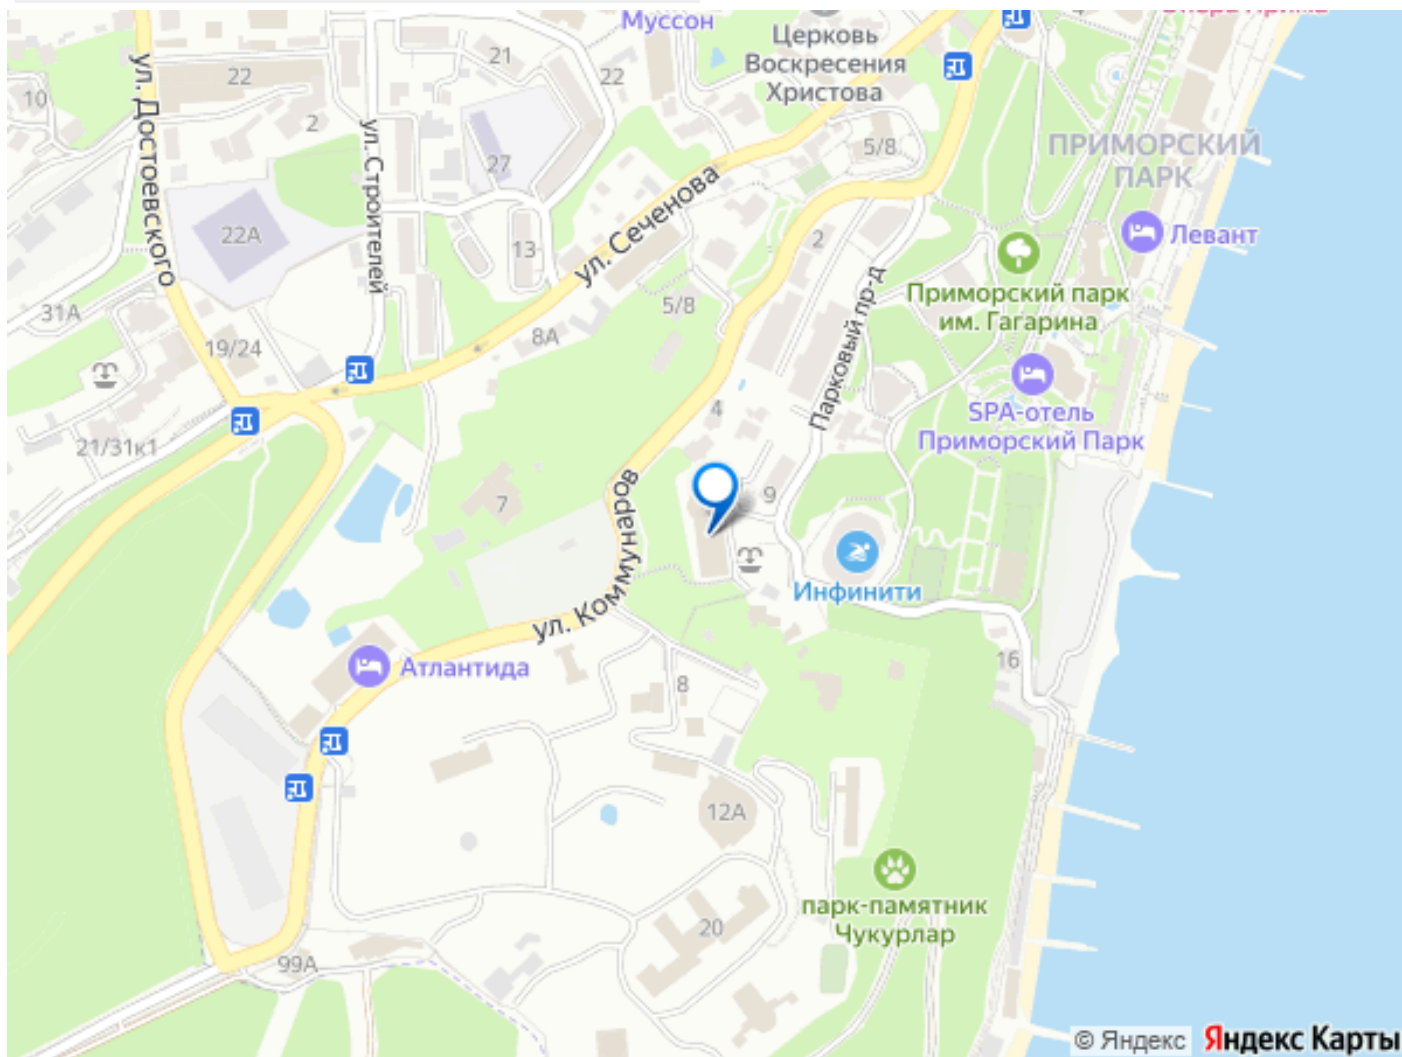 Муссон
Церковь
Воскресения
Христова
ул. Достоевского
22
10
21
22
2
ул. Строителей
27
5/8
ПРИМОРСКИЙ
ПАРК
22А
13
ул. Сеченова
2
Левант
31А
5/8
Парковый пр-д
Приморский парк
им. Гагарина
19/24
8А
4
SPA-отель
Приморский Парк
21/31к1
7
9
ул. Коммунаров
Инфинити
Атлантида
8
16
12А
парк-памятник
Чукурлар
20
99А
© Яндекс Яндекс Карты